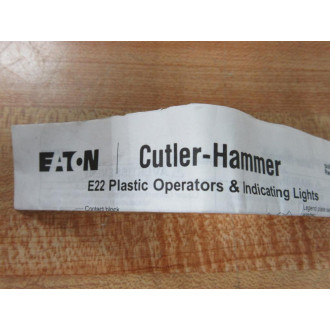 EATON Cutler-Hammer
E22 Plastic Operators & Indicating Lights
Contact block